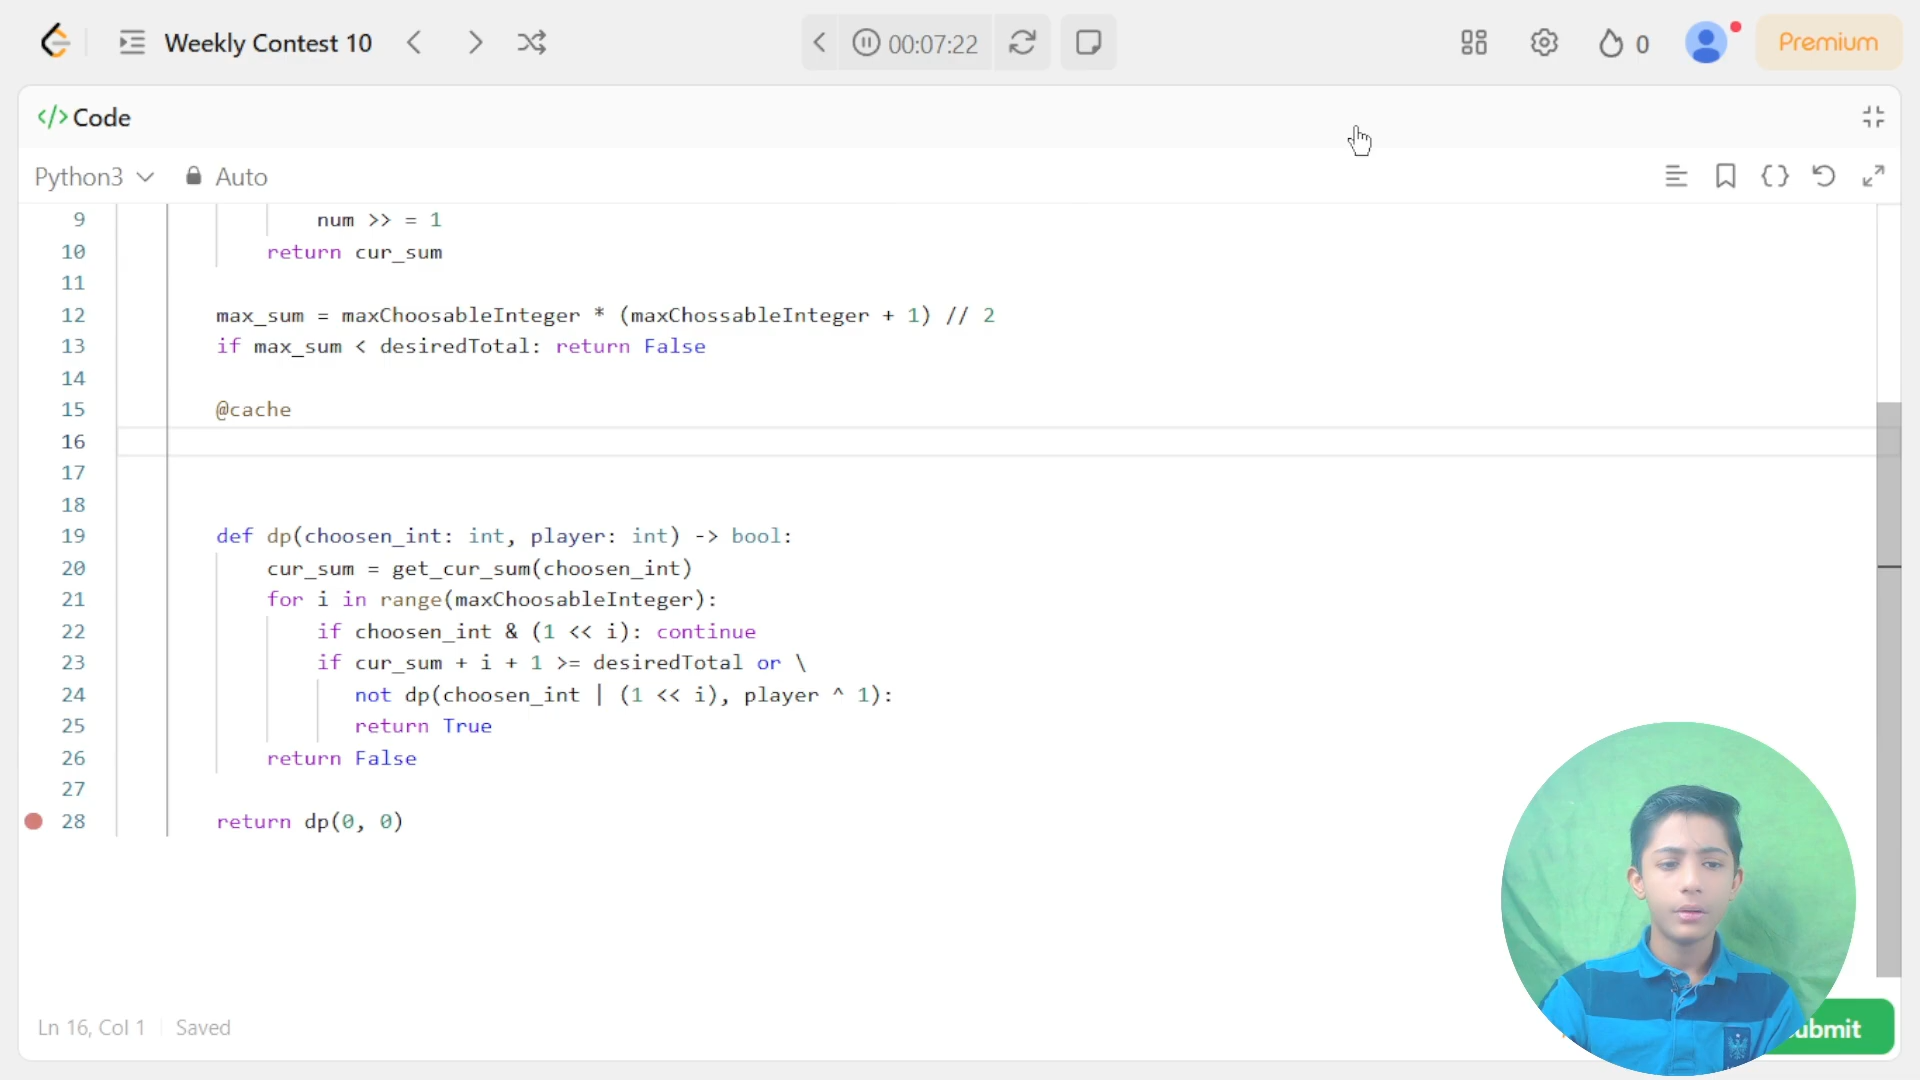 Weekly Contest 10
00:07:22
0
Premium
</> Code
Python3
Auto
9 num >> = 1
10 return cur_sum
11
12 max_sum = maxChoosableInteger * (maxChossableInteger + 1) // 2
13 if max_sum < desiredTotal: return False
14
15 @cache
16
17
18
19 def dp(choosen_int: int, player: int) -> bool:
20 cur_sum = get_cur_sum(choosen_int)
21 for i in range(maxChoosableInteger):
22 if choosen_int & (1 << i): continue
23 if cur_sum + i + 1 >= desiredTotal or \
24 not dp(choosen_int | (1 << i), player ^ 1):
25 return True
26 return False
27
28 return dp(0, 0)
Ln 16, Col 1
Saved
ubmit